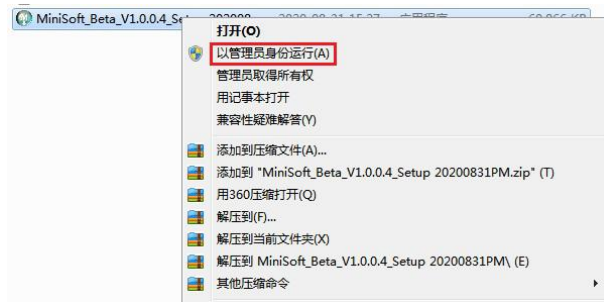 MiniSoft_Beta_V1.0.0.4_Se
打开(O)
以管理员身份运行(A)
管理员取得所有权
用记事本打开
兼容性疑难解答(Y)
添加到压缩文件(A)...
添加到 "MiniSoft_Beta_V1.0.0.4_Setup 20200831PM.zip" (T)
用360压缩打开(Q)
解压到(F)...
解压到当前文件夹(X)
解压到 MiniSoft_Beta_V1.0.0.4_Setup 20200831PM\ (E)
其他压缩命令